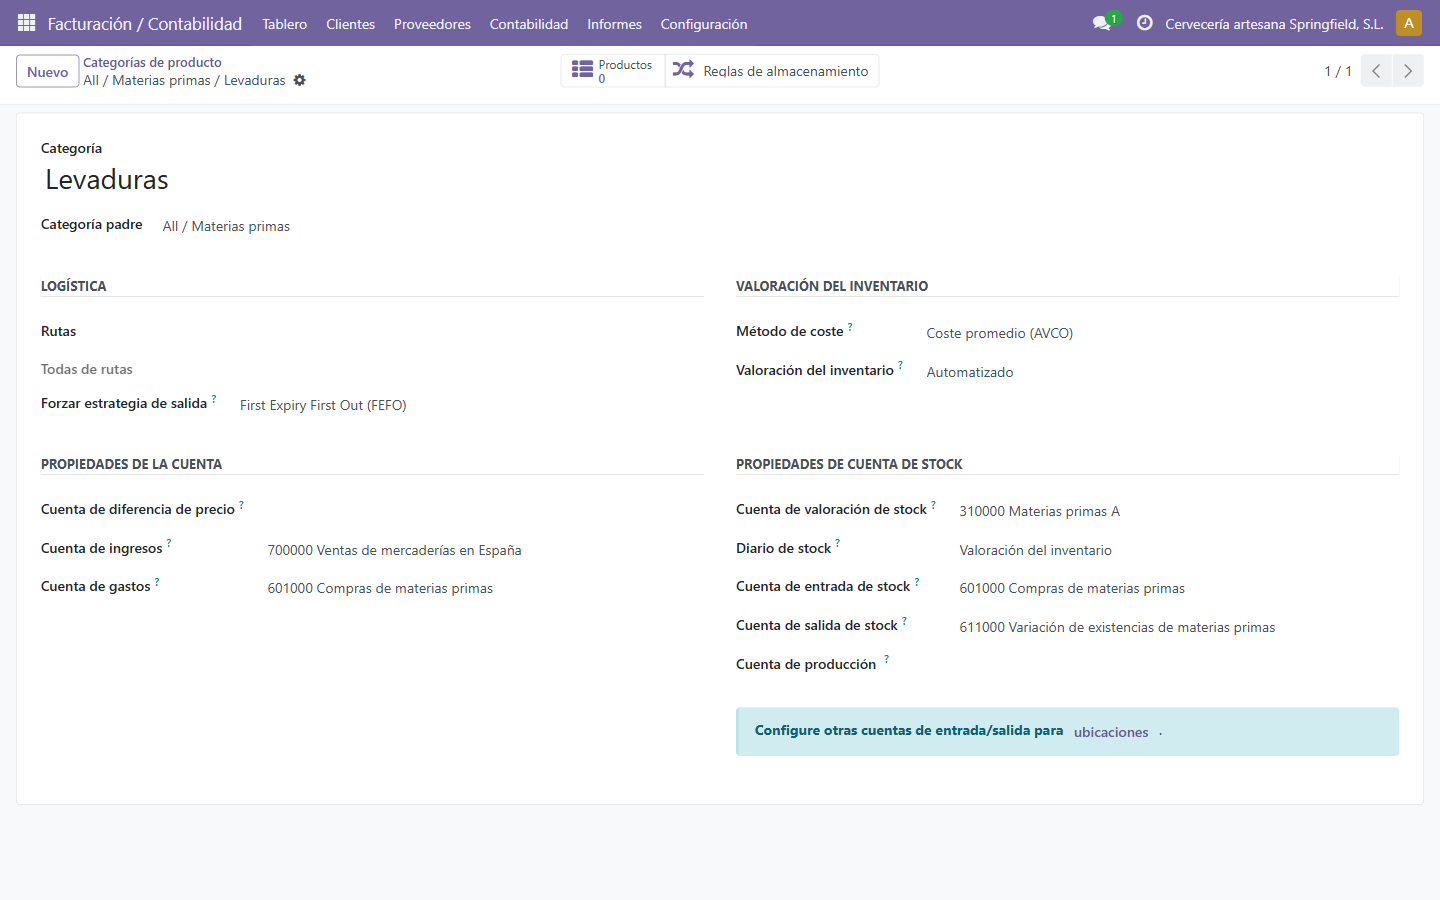 Facturación / Contabilidad Tablero Clientes Proveedores Contabilidad Informes Configuración 1 Cervecería artesana Springfield, S.L. A
Nuevo
Categorías de producto
All / Materias primas / Levaduras
Productos
0
Reglas de almacenamiento
1 / 1
Categoría
Levaduras
Categoría padre All / Materias primas
LOGÍSTICA
Rutas
Todas de rutas
Forzar estrategia de salida ? First Expiry First Out (FEFO)
VALORACIÓN DEL INVENTARIO
Método de coste ? Coste promedio (AVCO)
Valoración del inventario ? Automatizado
PROPIEDADES DE LA CUENTA
Cuenta de diferencia de precio ?
Cuenta de ingresos ? 700000 Ventas de mercaderías en España
Cuenta de gastos ? 601000 Compras de materias primas
PROPIEDADES DE CUENTA DE STOCK
Cuenta de valoración de stock ? 310000 Materias primas A
Diario de stock ? Valoración del inventario
Cuenta de entrada de stock ? 601000 Compras de materias primas
Cuenta de salida de stock ? 611000 Variación de existencias de materias primas
Cuenta de producción ?
Configure otras cuentas de entrada/salida para ubicaciones .